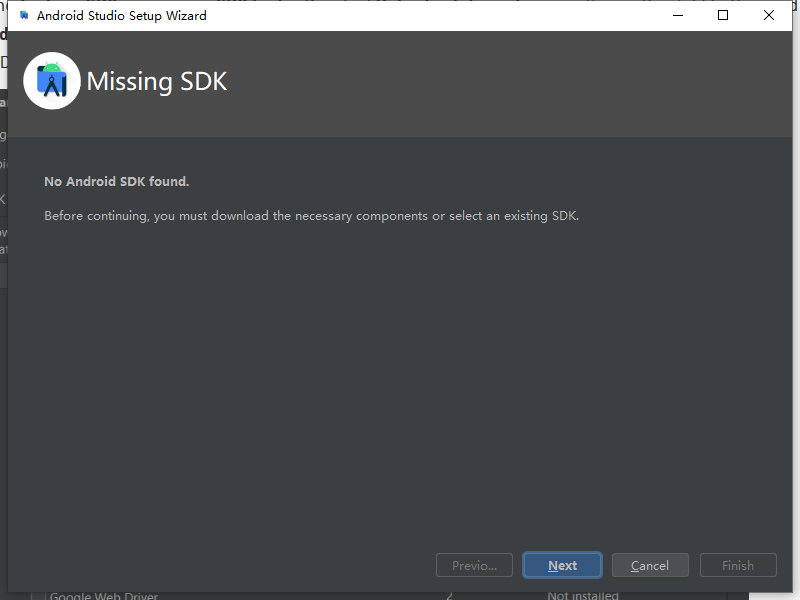 Android Studio Setup Wizard
Missing SDK
No Android SDK found.
Before continuing, you must download the necessary components or select an existing SDK.
Previo...
Next
Cancel
Finish
Google Web Driver
2
Not installed